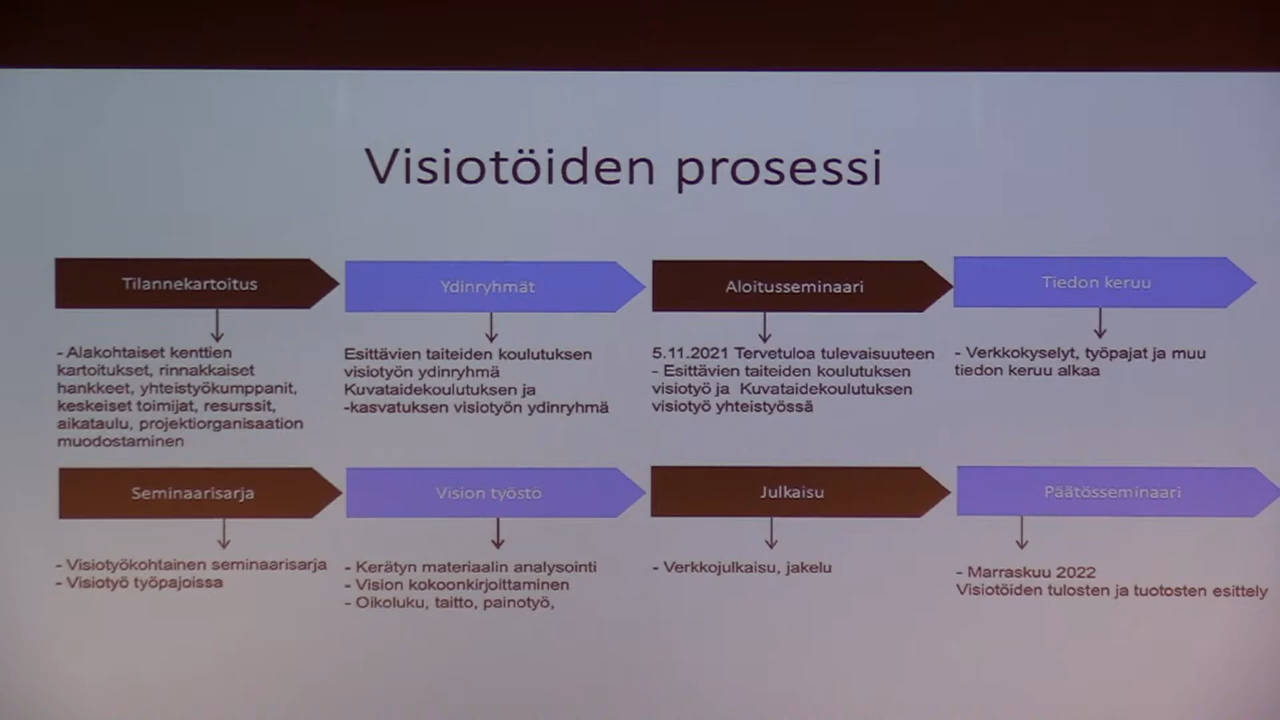 Visiotöiden prosessi
Tilannekartoitus
Ydinryhmät
Aloitusseminaari
Tiedon keruu
- Alakohtaiset kenttien
kartoitukset, rinnakkaiset
hankkeet, yhteistyökumppanit,
keskeiset toimijat, resurssit,
aikataulu, projektiorganisaation
muodostaminen
Esittävien taiteiden koulutuksen
visiotyön ydinryhmä
Kuvataidekoulutuksen ja
-kasvatuksen visiotyön ydinryhmä
5.11.2021 Tervetuloa tulevaisuuteen
- Esittävien taiteiden koulutuksen
visiotyö ja Kuvataidekoulutuksen
visiotyö yhteistyössä
- Verkkokyselyt, työpajat ja muu
tiedon keruu alkaa
Seminaarisarja
Vision työstö
Julkaisu
Päätösseminaari
- Visiotyökohtainen seminaarisarja
- Visiotyö työpajoissa
- Kerätyn materiaalin analysointi
- Vision kokoonkirjoittaminen
- Oikoluku, taitto, painotyö,
- Verkkojulkaisu, jakelu
- Marraskuu 2022
Visiotöiden tulosten ja tuotosten esittely